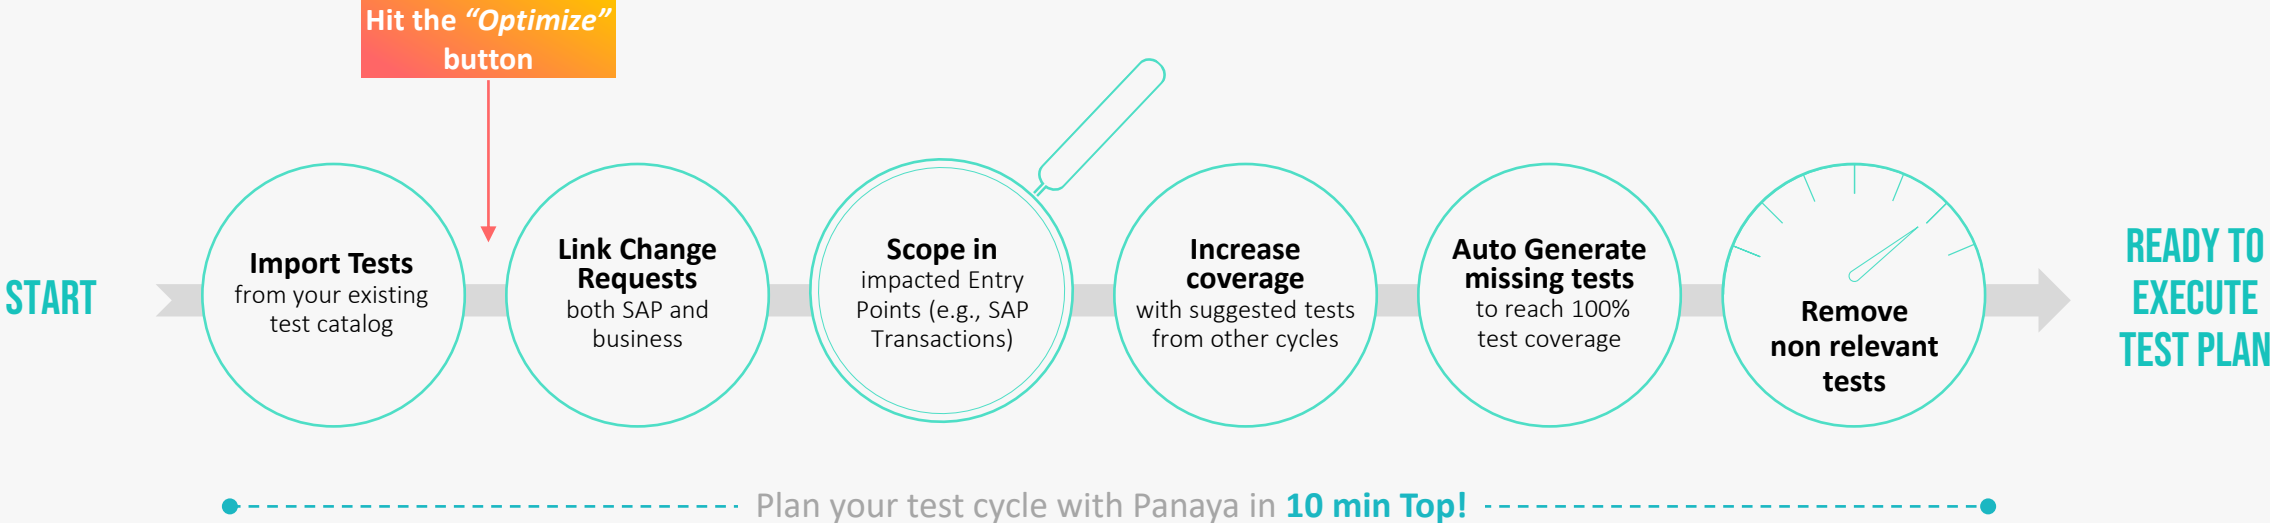 Hit the “Optimize”
button
START
Import Tests
from your existing
test catalog
Link Change
Requests
both SAP and
business
Scope in
impacted Entry
Points (e.g., SAP
Transactions)
Increase
coverage
with suggested tests
from other cycles
Auto Generate
missing tests
to reach 100%
test coverage
Remove
non relevant
tests
READY TO
EXECUTE
TEST PLAN
Plan your test cycle with Panaya in 10 min Top!